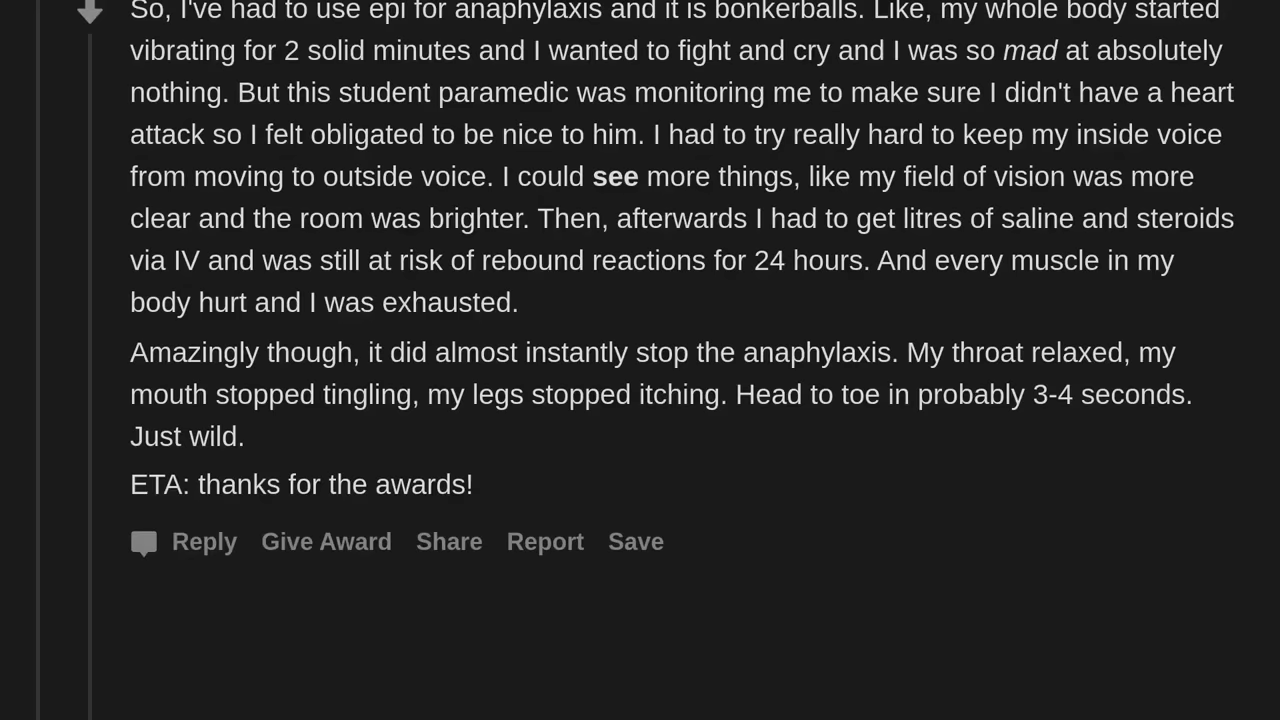 So, I've had to use epi for anaphylaxis and it is bonkerballs. Like, my whole body started
vibrating for 2 solid minutes and I wanted to fight and cry and I was so mad at absolutely
nothing. But this student paramedic was monitoring me to make sure I didn't have a heart
attack so I felt obligated to be nice to him. I had to try really hard to keep my inside voice
from moving to outside voice. I could see more things, like my field of vision was more
clear and the room was brighter. Then, afterwards I had to get litres of saline and steroids
via IV and was still at risk of rebound reactions for 24 hours. And every muscle in my
body hurt and I was exhausted.
Amazingly though, it did almost instantly stop the anaphylaxis. My throat relaxed, my
mouth stopped tingling, my legs stopped itching. Head to toe in probably 3-4 seconds.
Just wild.
ETA: thanks for the awards!
Reply Give Award Share Report Save